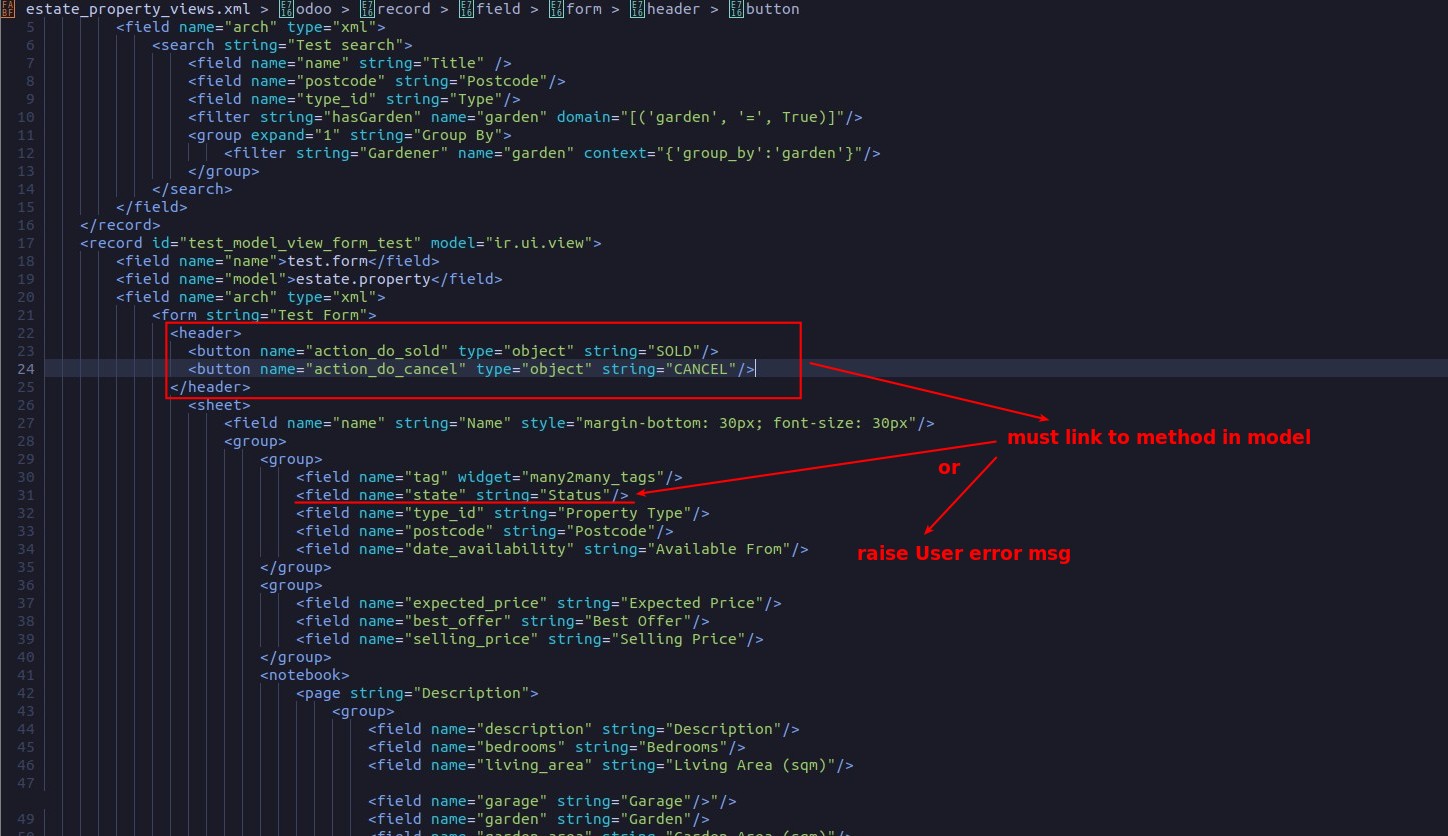 estate_property_views.xml > odoo > record > field > form > header > button
5 <field name="arch" type="xml">
6 <search string="Test search">
7 <field name="name" string="Title" />
8 <field name="postcode" string="Postcode"/>
9 <field name="type_id" string="Type"/>
10 <filter string="hasGarden" name="garden" domain="[('garden', '=', True)]"/>
11 <group expand="1" string="Group By">
12 <filter string="Gardener" name="garden" context="{'group_by':'garden'}"/>
13 </group>
14 </search>
15 </field>
16 </record>
17 <record id="test_model_view_form_test" model="ir.ui.view">
18 <field name="name">test.form</field>
19 <field name="model">estate.property</field>
20 <field name="arch" type="xml">
21 <form string="Test Form">
22 <header>
23 <button name="action_do_sold" type="object" string="SOLD"/>
24 <button name="action_do_cancel" type="object" string="CANCEL"/>
25 </header>
26 <sheet>
27 <field name="name" string="Name" style="margin-bottom: 30px; font-size: 30px"/>
28 <group>
must link to method in model
29 <group>
or
30 <field name="tag" widget="many2many_tags"/>
31 <field name="state" string="Status"/>
32 <field name="type_id" string="Property Type"/>
33 <field name="postcode" string="Postcode"/>
34 <field name="date_availability" string="Available From"/>
raise User error msg
35 </group>
36 <group>
37 <field name="expected_price" string="Expected Price"/>
38 <field name="best_offer" string="Best Offer"/>
39 <field name="selling_price" string="Selling Price"/>
40 </group>
41 <notebook>
42 <page string="Description">
43 <group>
44 <field name="description" string="Description"/>
45 <field name="bedrooms" string="Bedrooms"/>
46 <field name="living_area" string="Living Area (sqm)"/>
47
<field name="garage" string="Garage"/>"/>
49 <field name="garden" string="Garden"/>
<field name="garden_area" string="Garden Area (sqm)"/>